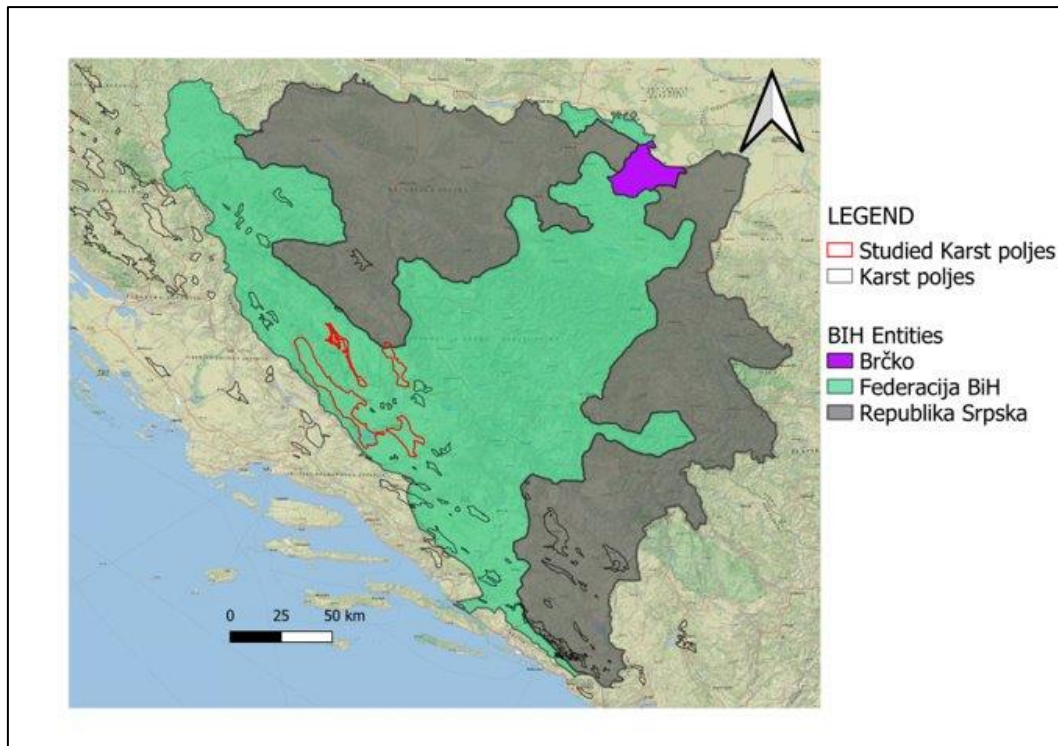 LEGEND
Studied Karst poljes
Karst poljes
BIH Entities
Brčko
Federacija BiH
Republika Srpska
0 25 50 km